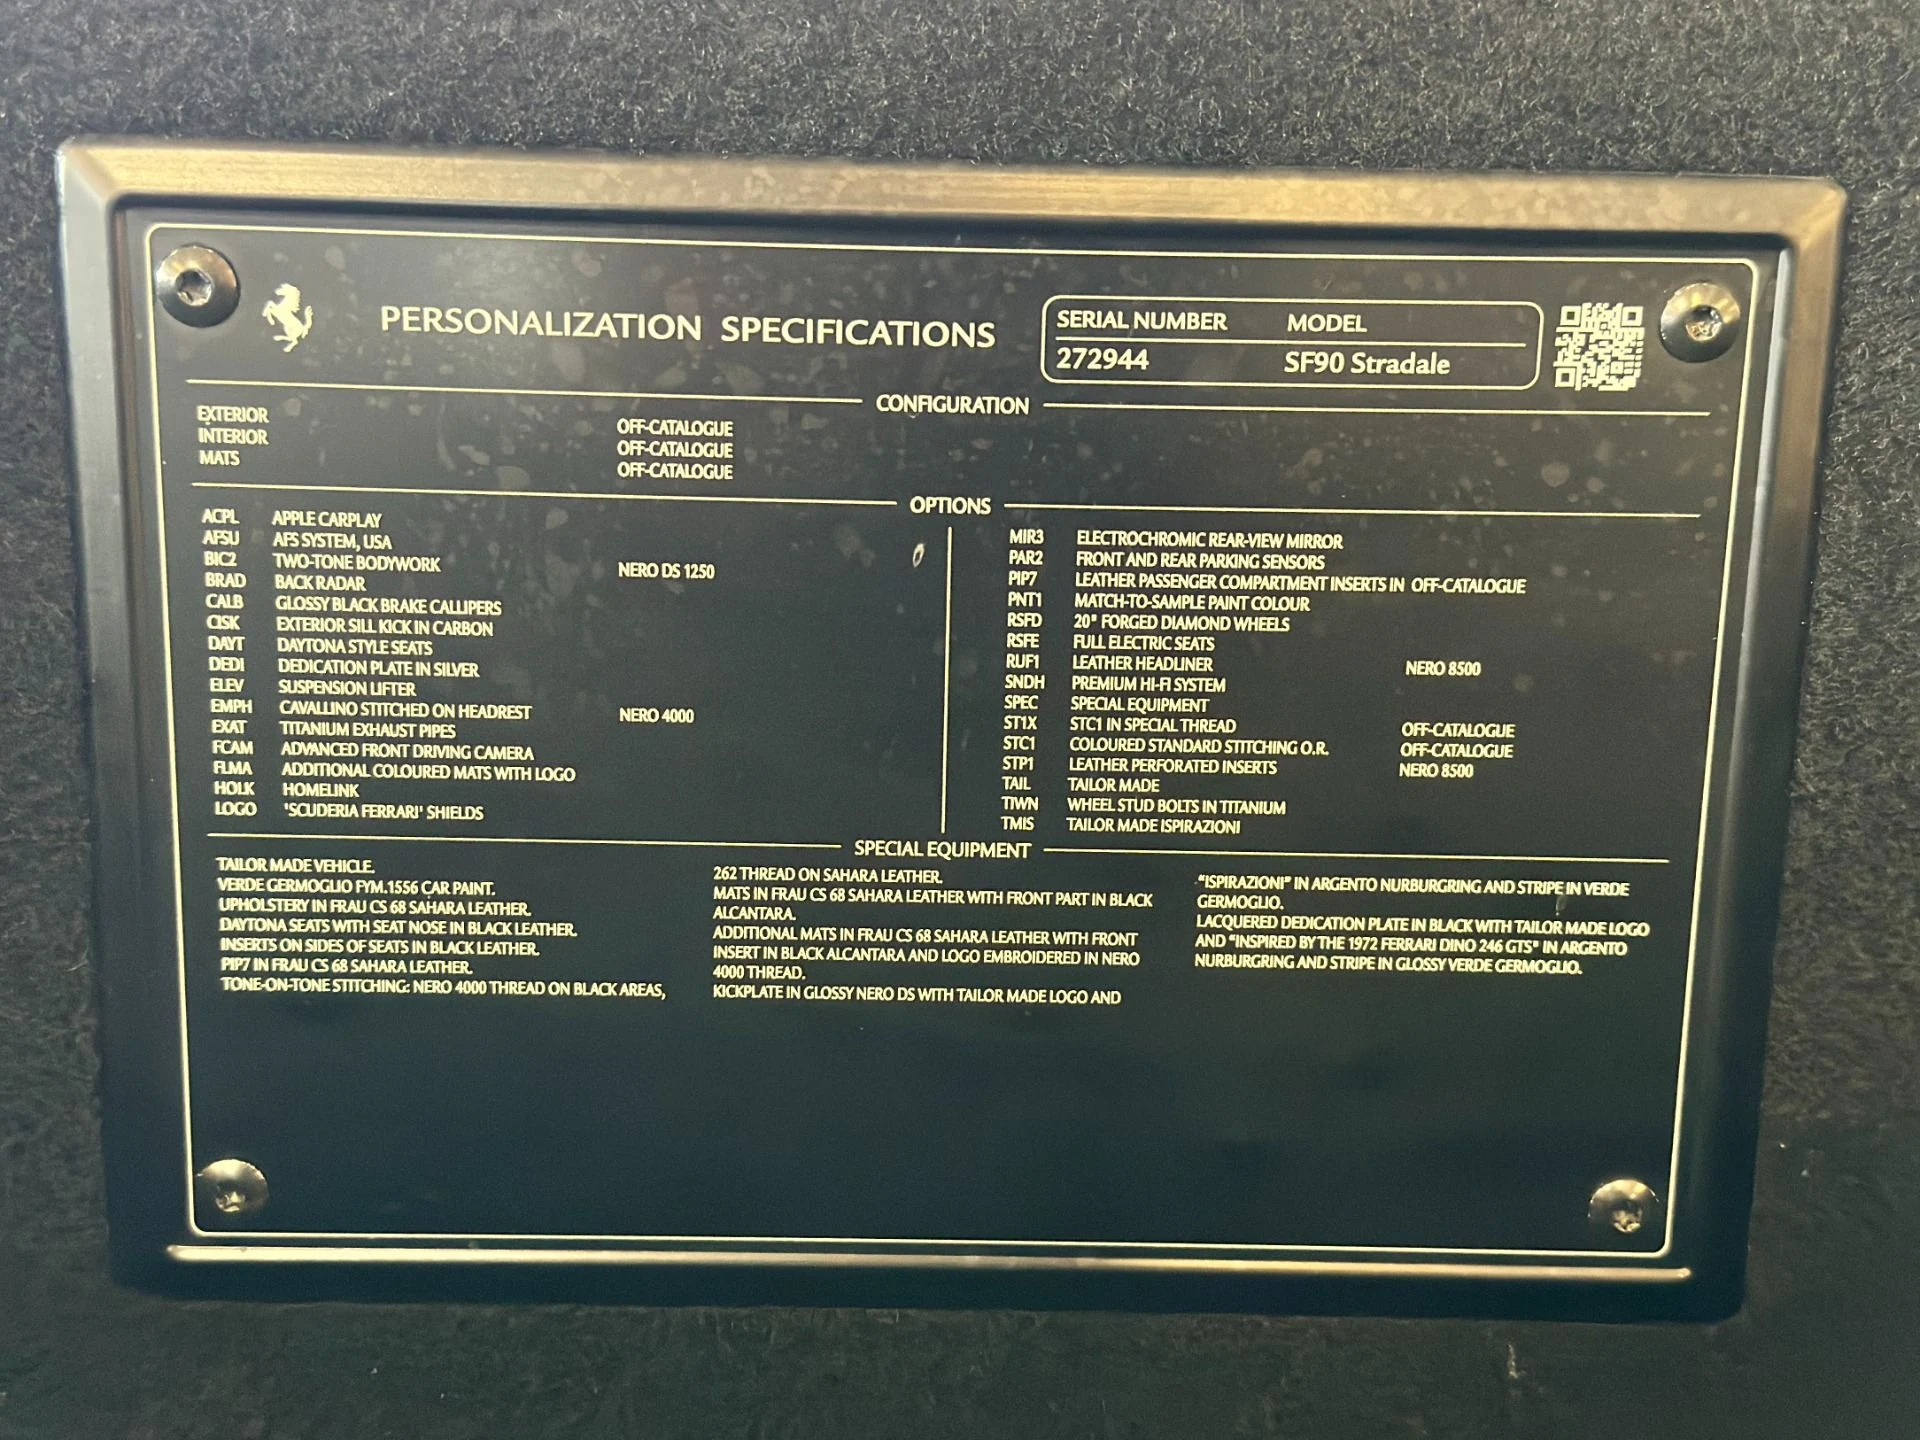 PERSONALIZATION SPECIFICATIONS
SERIAL NUMBER MODEL
272944 SF90 Stradale
CONFIGURATION
EXTERIOR OFF-CATALOGUE
INTERIOR OFF-CATALOGUE
MATS OFF-CATALOGUE
OPTIONS
ACPL APPLE CARPLAY
AFSU AFS SYSTEM, USA
BIC2 TWO-TONE BODYWORK NERO DS 1250
BRAD BACK RADAR
CALB GLOSSY BLACK BRAKE CALLIPERS
CISK EXTERIOR SILL KICK IN CARBON
DAYT DAYTONA STYLE SEATS
DEDI DEDICATION PLATE IN SILVER
ELEV SUSPENSION LIFTER
EMPH CAVALLINO STITCHED ON HEADREST NERO 4000
EXAT TITANIUM EXHAUST PIPES
FCAM ADVANCED FRONT DRIVING CAMERA
FLMA ADDITIONAL COLOURED MATS WITH LOGO
HOLK HOMELINK
LOGO 'SCUDERIA FERRARI' SHIELDS
MIR3 ELECTROCHROMIC REAR-VIEW MIRROR
PAR2 FRONT AND REAR PARKING SENSORS
PIP7 LEATHER PASSENGER COMPARTMENT INSERTS IN OFF-CATALOGUE
PNT1 MATCH-TO-SAMPLE PAINT COLOUR
RSFD 20" FORGED DIAMOND WHEELS
RSFE FULL ELECTRIC SEATS
RUF1 LEATHER HEADLINER NERO 8500
SNDH PREMIUM HI-FI SYSTEM
SPEC SPECIAL EQUIPMENT
ST1X STC1 IN SPECIAL THREAD OFF-CATALOGUE
STC1 COLOURED STANDARD STITCHING O.R. OFF-CATALOGUE
STP1 LEATHER PERFORATED INSERTS NERO 8500
TAIL TAILOR MADE
TIWN WHEEL STUD BOLTS IN TITANIUM
TMIS TAILOR MADE ISPIRAZIONI
SPECIAL EQUIPMENT
TAILOR MADE VEHICLE.
VERDE GERMOGLIO FYM.1556 CAR PAINT.
UPHOLSTERY IN FRAU CS 68 SAHARA LEATHER.
DAYTONA SEATS WITH SEAT NOSE IN BLACK LEATHER.
INSERTS ON SIDES OF SEATS IN BLACK LEATHER.
PIP7 IN FRAU CS 68 SAHARA LEATHER.
TONE-ON-TONE STITCHING: NERO 4000 THREAD ON BLACK AREAS,
262 THREAD ON SAHARA LEATHER.
MATS IN FRAU CS 68 SAHARA LEATHER WITH FRONT PART IN BLACK
ALCANTARA.
ADDITIONAL MATS IN FRAU CS 68 SAHARA LEATHER WITH FRONT
INSERT IN BLACK ALCANTARA AND LOGO EMBROIDERED IN NERO
4000 THREAD.
KICKPLATE IN GLOSSY NERO DS WITH TAILOR MADE LOGO AND
"ISPIRAZIONI" IN ARGENTO NURBURGRING AND STRIPE IN VERDE
GERMOGLIO.
LACQUERED DEDICATION PLATE IN BLACK WITH TAILOR MADE LOGO
AND "INSPIRED BY THE 1972 FERRARI DINO 246 GTS" IN ARGENTO
NURBURGRING AND STRIPE IN GLOSSY VERDE GERMOGLIO.